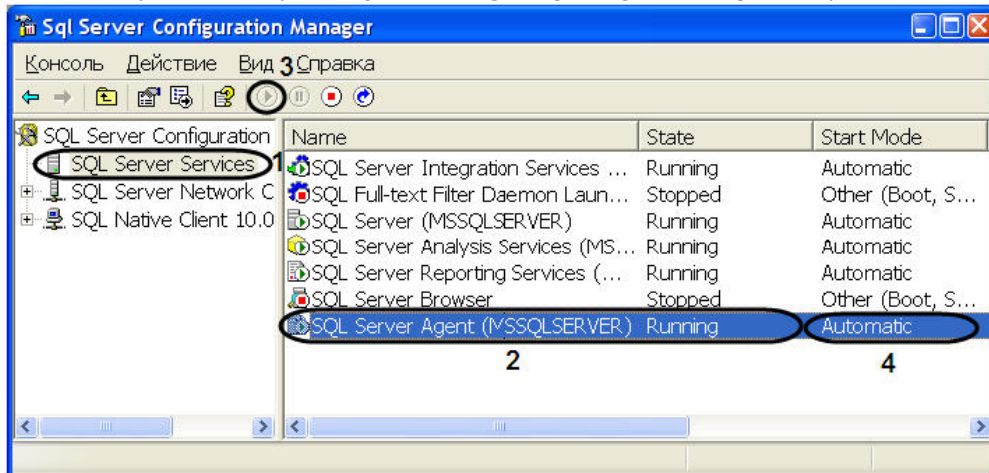 Sql Server Configuration Manager
Консоль Действие Вид 3 Справка
SQL Server Configuration
SQL Server Services 1
SQL Server Network C
SQL Native Client 10.0
Name State Start Mode
SQL Server Integration Services ... Running Automatic
SQL Full-text Filter Daemon Laun... Stopped Other (Boot, S...
SQL Server (MSSQLSERVER) Running Automatic
SQL Server Analysis Services (MS... Running Automatic
SQL Server Reporting Services (... Running Automatic
SQL Server Browser Stopped Other (Boot, S...
SQL Server Agent (MSSQLSERVER) Running Automatic
2 4